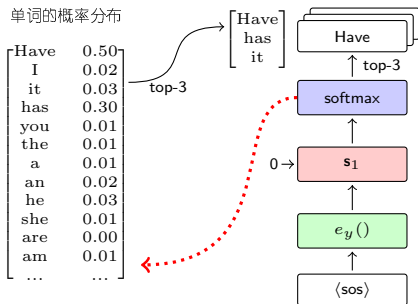 单词的概率分布
Have 0.50
I 0.02
it 0.03
has 0.30
you 0.01
the 0.01
a 0.01
an 0.02
he 0.03
she 0.01
are 0.00
am 0.01
... ...
top-3
Have
has
it
Have
top-3
softmax
0
s₁
e_y()
⟨sos⟩